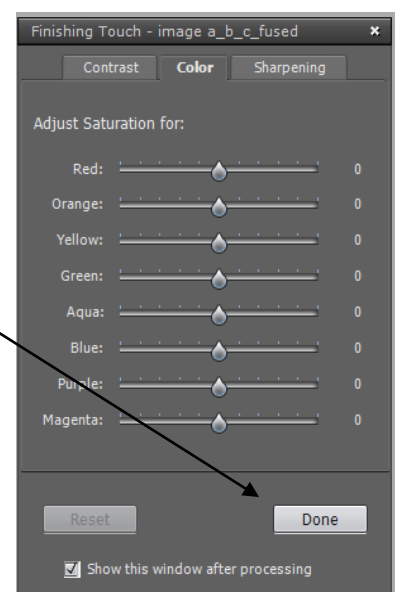 Finishing Touch - image a_b_c_fused ×
Contrast Color Sharpening
Adjust Saturation for:
Red: 0
Orange: 0
Yellow: 0
Green: 0
Aqua: 0
Blue: 0
Purple: 0
Magenta: 0
Reset Done
Show this window after processing